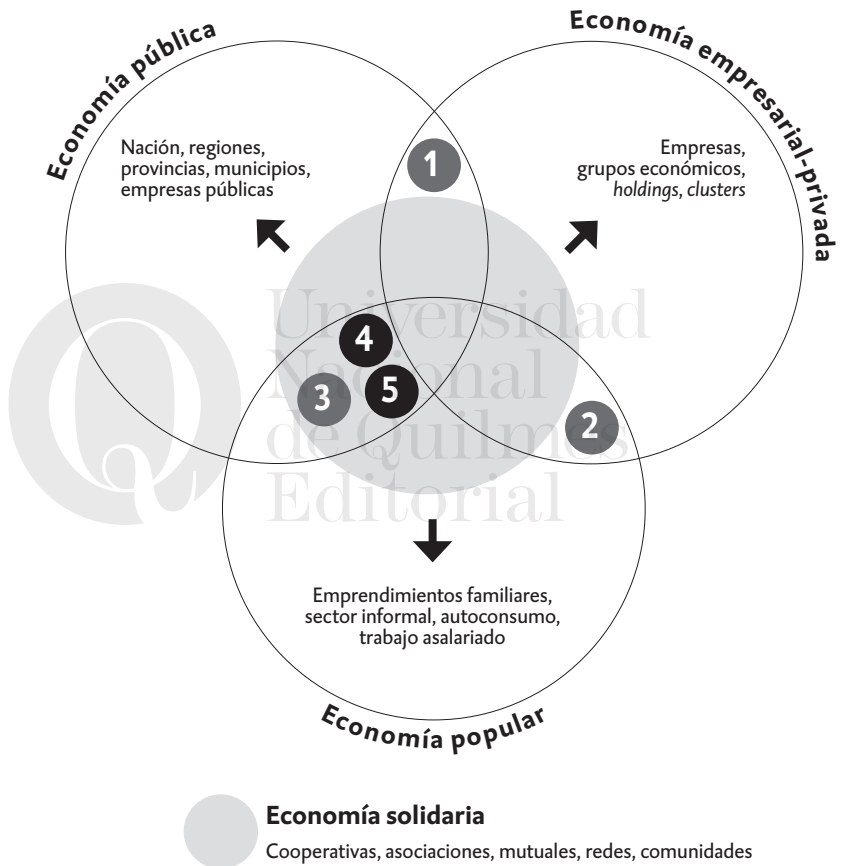 Economía pública
Economía empresarial-privada
Nación, regiones,
provincias, municipios,
empresas públicas
1
Empresas,
grupos económicos,
holdings, clusters
Universidad
Nacional
de Quilmes
Editorial
4
3
5
2
Emprendimientos familiares,
sector informal, autoconsumo,
trabajo asalariado
Economía popular
Economía solidaria
Cooperativas, asociaciones, mutuales, redes, comunidades